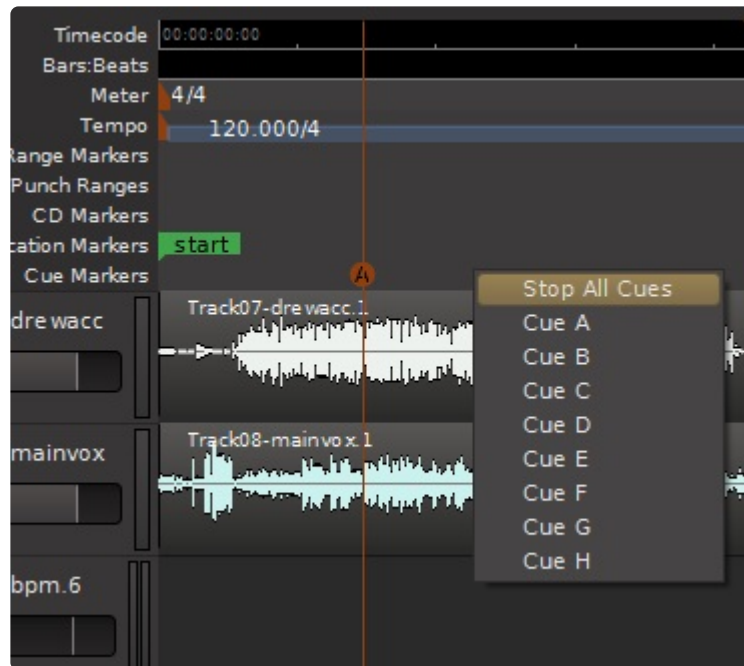 Timecode 00:00:00:00
Bars:Beats
Meter 4/4
Tempo 120.000/4
Range Markers
Punch Ranges
CD Markers
cation Markers start
Cue Markers A
Stop All Cues
drewacc Track07-drewacc.1 Cue A
Cue B
Cue C
Cue D
mainvox Track08-mainvox.1 Cue E
Cue F
Cue G
Cue H
bpm.6